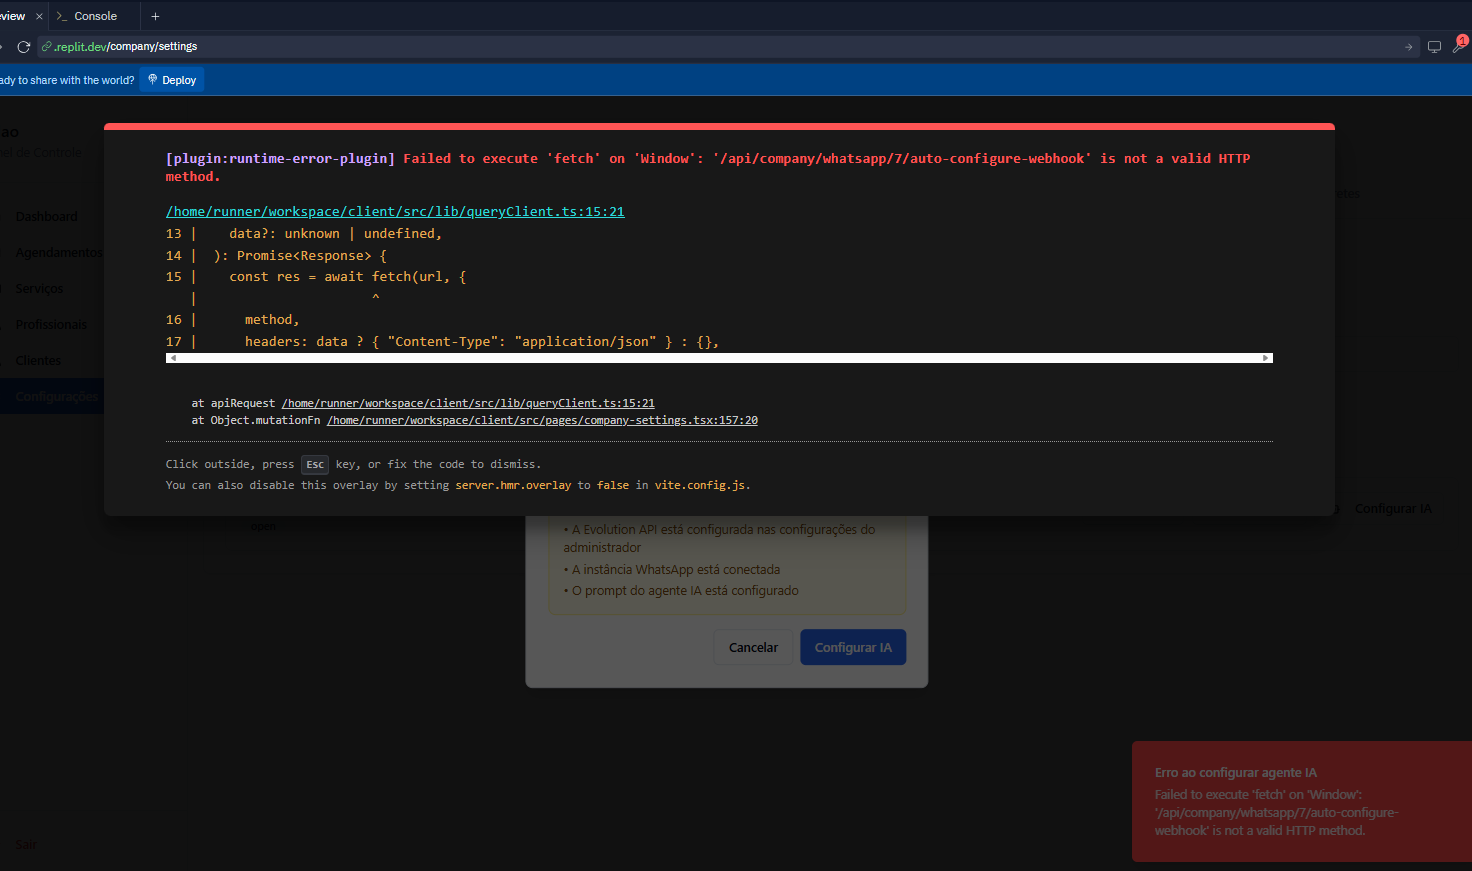 eview × >_ Console +
.replit.dev/company/settings
1
ady to share with the world? Deploy
ao
nel de Controle
[plugin:runtime-error-plugin] Failed to execute 'fetch' on 'Window': '/api/company/whatsapp/7/auto-configure-webhook' is not a valid HTTP
method.
/home/runner/workspace/client/src/lib/queryClient.ts:15:21
13 | data?: unknown | undefined,
14 | ): Promise<Response> {
15 | const res = await fetch(url, {
| ^
16 | method,
17 | headers: data ? { "Content-Type": "application/json" } : {},
at apiRequest /home/runner/workspace/client/src/lib/queryClient.ts:15:21
at Object.mutationFn /home/runner/workspace/client/src/pages/company-settings.tsx:157:20
Click outside, press Esc key, or fix the code to dismiss.
You can also disable this overlay by setting server.hmr.overlay to false in vite.config.js.
Dashboard
Agendamentos
Serviços
Profissionais
Clientes
Configurações
etes
Configurar IA
open
• A Evolution API está configurada nas configurações do
administrador
• A instância WhatsApp está conectada
• O prompt do agente IA está configurado
Cancelar Configurar IA
Erro ao configurar agente IA
Failed to execute 'fetch' on 'Window':
'/api/company/whatsapp/7/auto-configure-
webhook' is not a valid HTTP method.
Sair